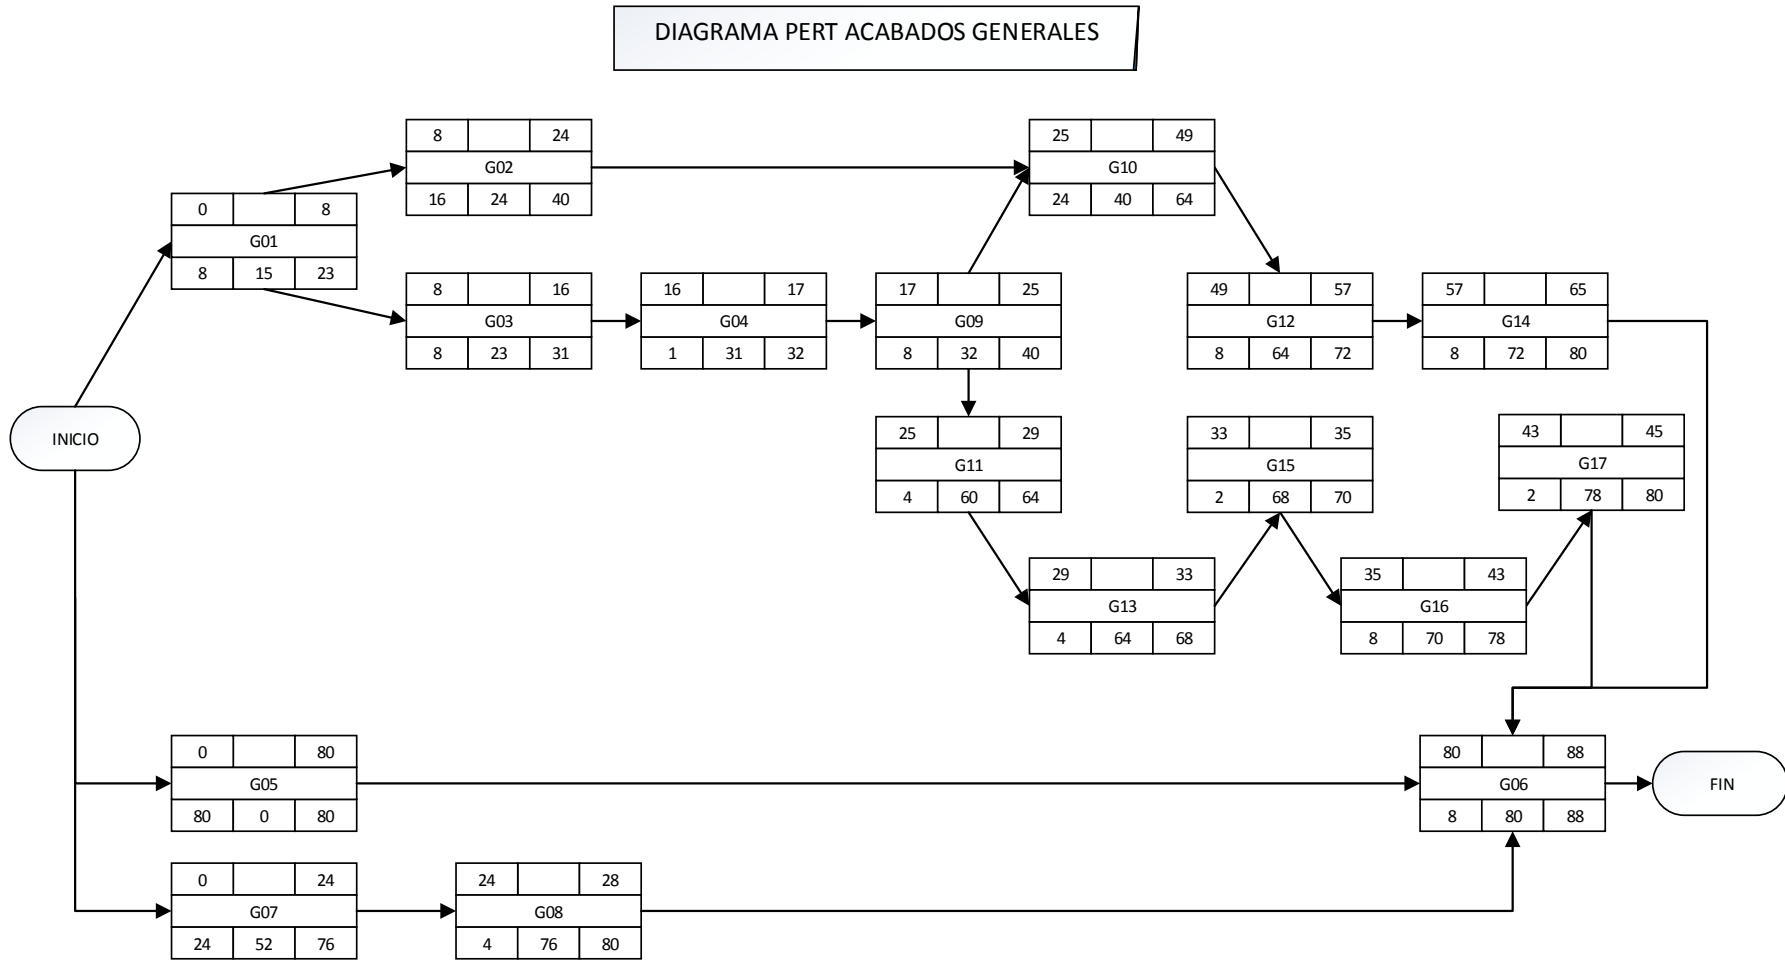 DIAGRAMA PERT ACABADOS GENERALES
8 24
G02
16 24 40
25 49
G10
24 40 64
0 8
G01
8 15 23
8 16
G03
8 23 31
16 17
G04
1 31 32
17 25
G09
8 32 40
49 57
G12
8 64 72
57 65
G14
8 72 80
INICIO
25 29
G11
4 60 64
33 35
G15
2 68 70
43 45
G17
2 78 80
29 33
G13
4 64 68
35 43
G16
8 70 78
0 80
G05
80 0 80
80 88
G06
8 80 88
FIN
0 24
G07
24 52 76
24 28
G08
4 76 80